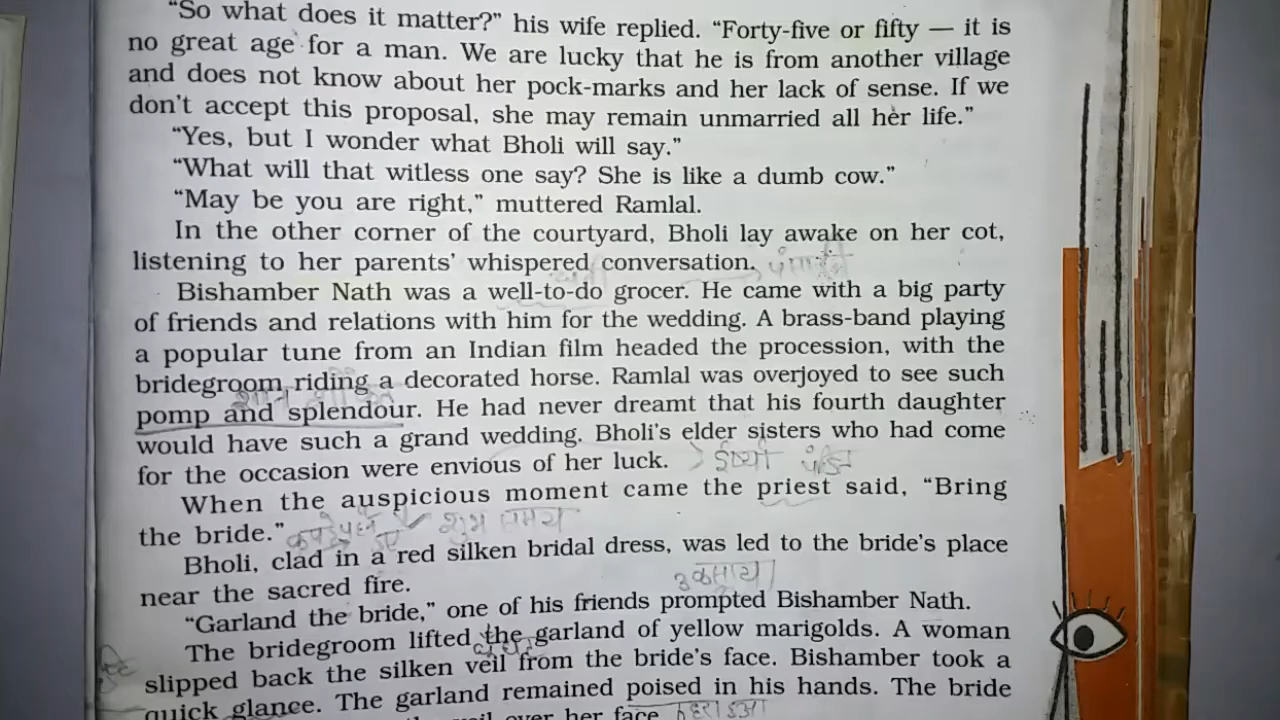 “So what does it matter?” his wife replied. “Forty-five or fifty — it is
no great age for a man. We are lucky that he is from another village
and does not know about her pock-marks and her lack of sense. If we
don’t accept this proposal, she may remain unmarried all her life.”
“Yes, but I wonder what Bholi will say.”
“What will that witless one say? She is like a dumb cow.”
“May be you are right,” muttered Ramlal.
In the other corner of the courtyard, Bholi lay awake on her cot,
listening to her parents’ whispered conversation.
Bishamber Nath was a well-to-do grocer. He came with a big party
of friends and relations with him for the wedding. A brass-band playing
a popular tune from an Indian film headed the procession, with the
bridegroom riding a decorated horse. Ramlal was overjoyed to see such
pomp and splendour. He had never dreamt that his fourth daughter
would have such a grand wedding. Bholi’s elder sisters who had come
for the occasion were envious of her luck.
When the auspicious moment came the priest said, “Bring
the bride.” शुभ समय
Bholi, clad in a red silken bridal dress, was led to the bride’s place
near the sacred fire.
“Garland the bride,” one of his friends prompted Bishamber Nath.
The bridegroom lifted the garland of yellow marigolds. A woman
slipped back the silken veil from the bride’s face. Bishamber took a
quick glance. The garland remained poised in his hands. The bride
veil over her face